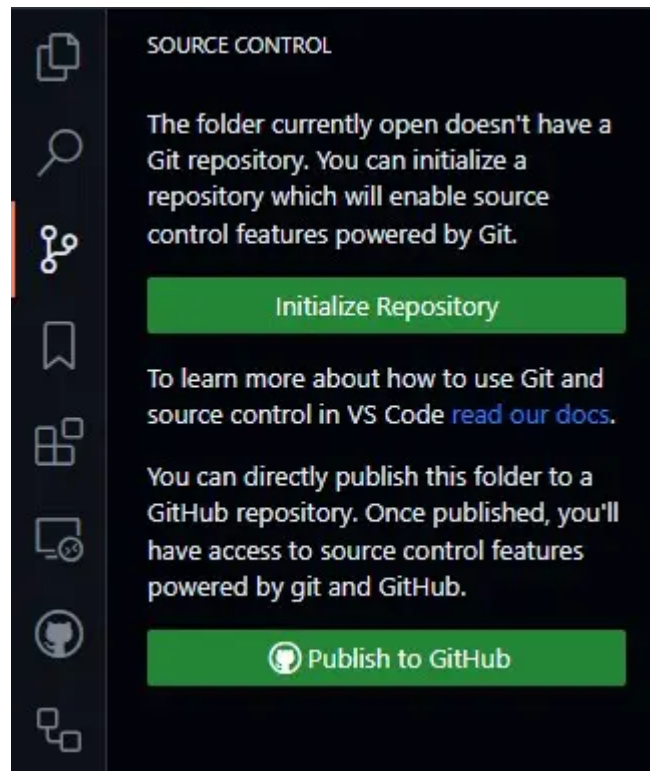 SOURCE CONTROL
The folder currently open doesn't have a
Git repository. You can initialize a
repository which will enable source
control features powered by Git.
Initialize Repository
To learn more about how to use Git and
source control in VS Code read our docs.
You can directly publish this folder to a
GitHub repository. Once published, you'll
have access to source control features
powered by git and GitHub.
Publish to GitHub